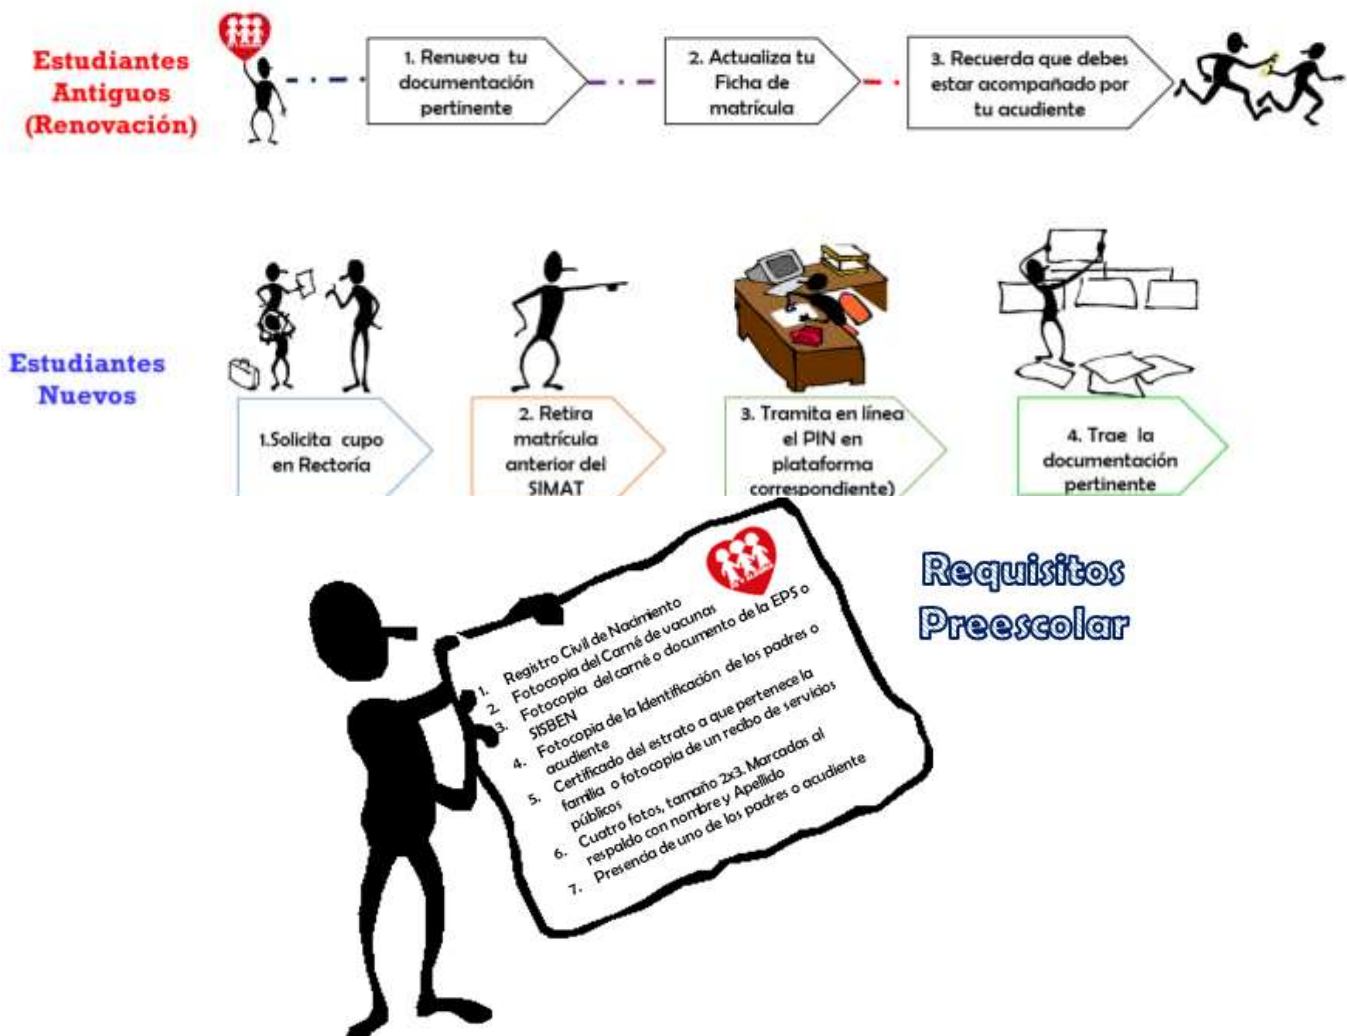 Estudiantes
Antiguos
(Renovación)
1. Renueva tu
documentación
pertinente
2. Actualiza tu
Ficha de
matrícula
3. Recuerda que debes
estar acompañado por
tu acudiente
Estudiantes
Nuevos
1.Solicita cupo
en Rectoría
2. Retira
matrícula
anterior del
SIMAT
3. Tramita en línea
el PIN en
plataforma
correspondiente)
4. Trae la
documentación
pertinente
Requisitos
Preescolar
1. Registro Civil de Nacimiento
2. Fotocopia del Carné de vacunas
3. Fotocopia del carné o documento de la EPS o
SISBEN
4. Fotocopia de la Identificación de los padres o
acudiente
5. Certificado del estrato a que pertenece la
familia o fotocopia de un recibo de servicios
públicos
6. Cuatro fotos, tamaño 2x3. Marcadas al
respaldo con nombre y Apellido
7. Presencia de uno de los padres o acudiente